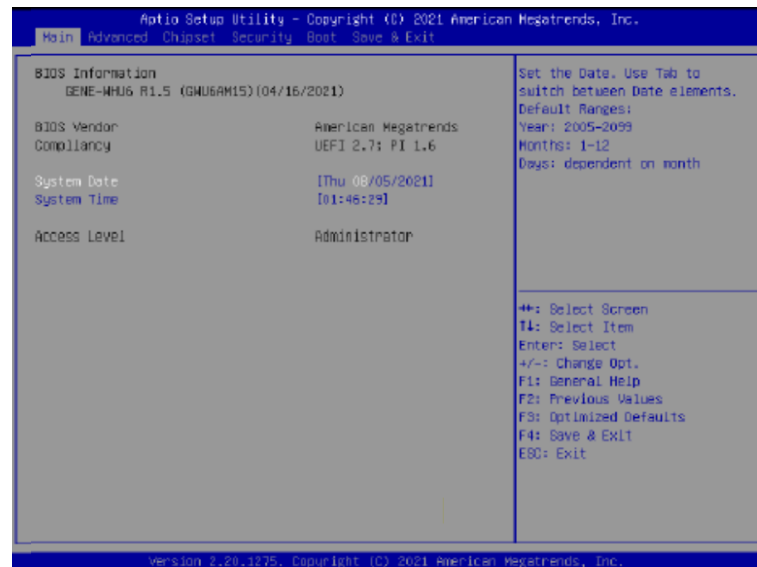 Aptio Setup Utility - Copyright (C) 2021 American Megatrends, Inc.
Main Advanced Chipset Security Boot Save & Exit
BIOS Information
GENE-WHU6 R1.5 (GWU6AM15)(04/16/2021)
BIOS Vendor American Megatrends
Compliancy UEFI 2.7; PI 1.6
System Date [Thu 08/05/2021]
System Time [01:46:29]
Access Level Administrator
Set the Date. Use Tab to
switch between Date elements.
Default Ranges:
Year: 2005-2099
Months: 1-12
Days: dependent on month
→←: Select Screen
↑↓: Select Item
Enter: Select
+/-: Change Opt.
F1: General Help
F2: Previous Values
F3: Optimized Defaults
F4: Save & Exit
ESC: Exit
Version 2.20.1275. Copyright (C) 2021 American Megatrends, Inc.